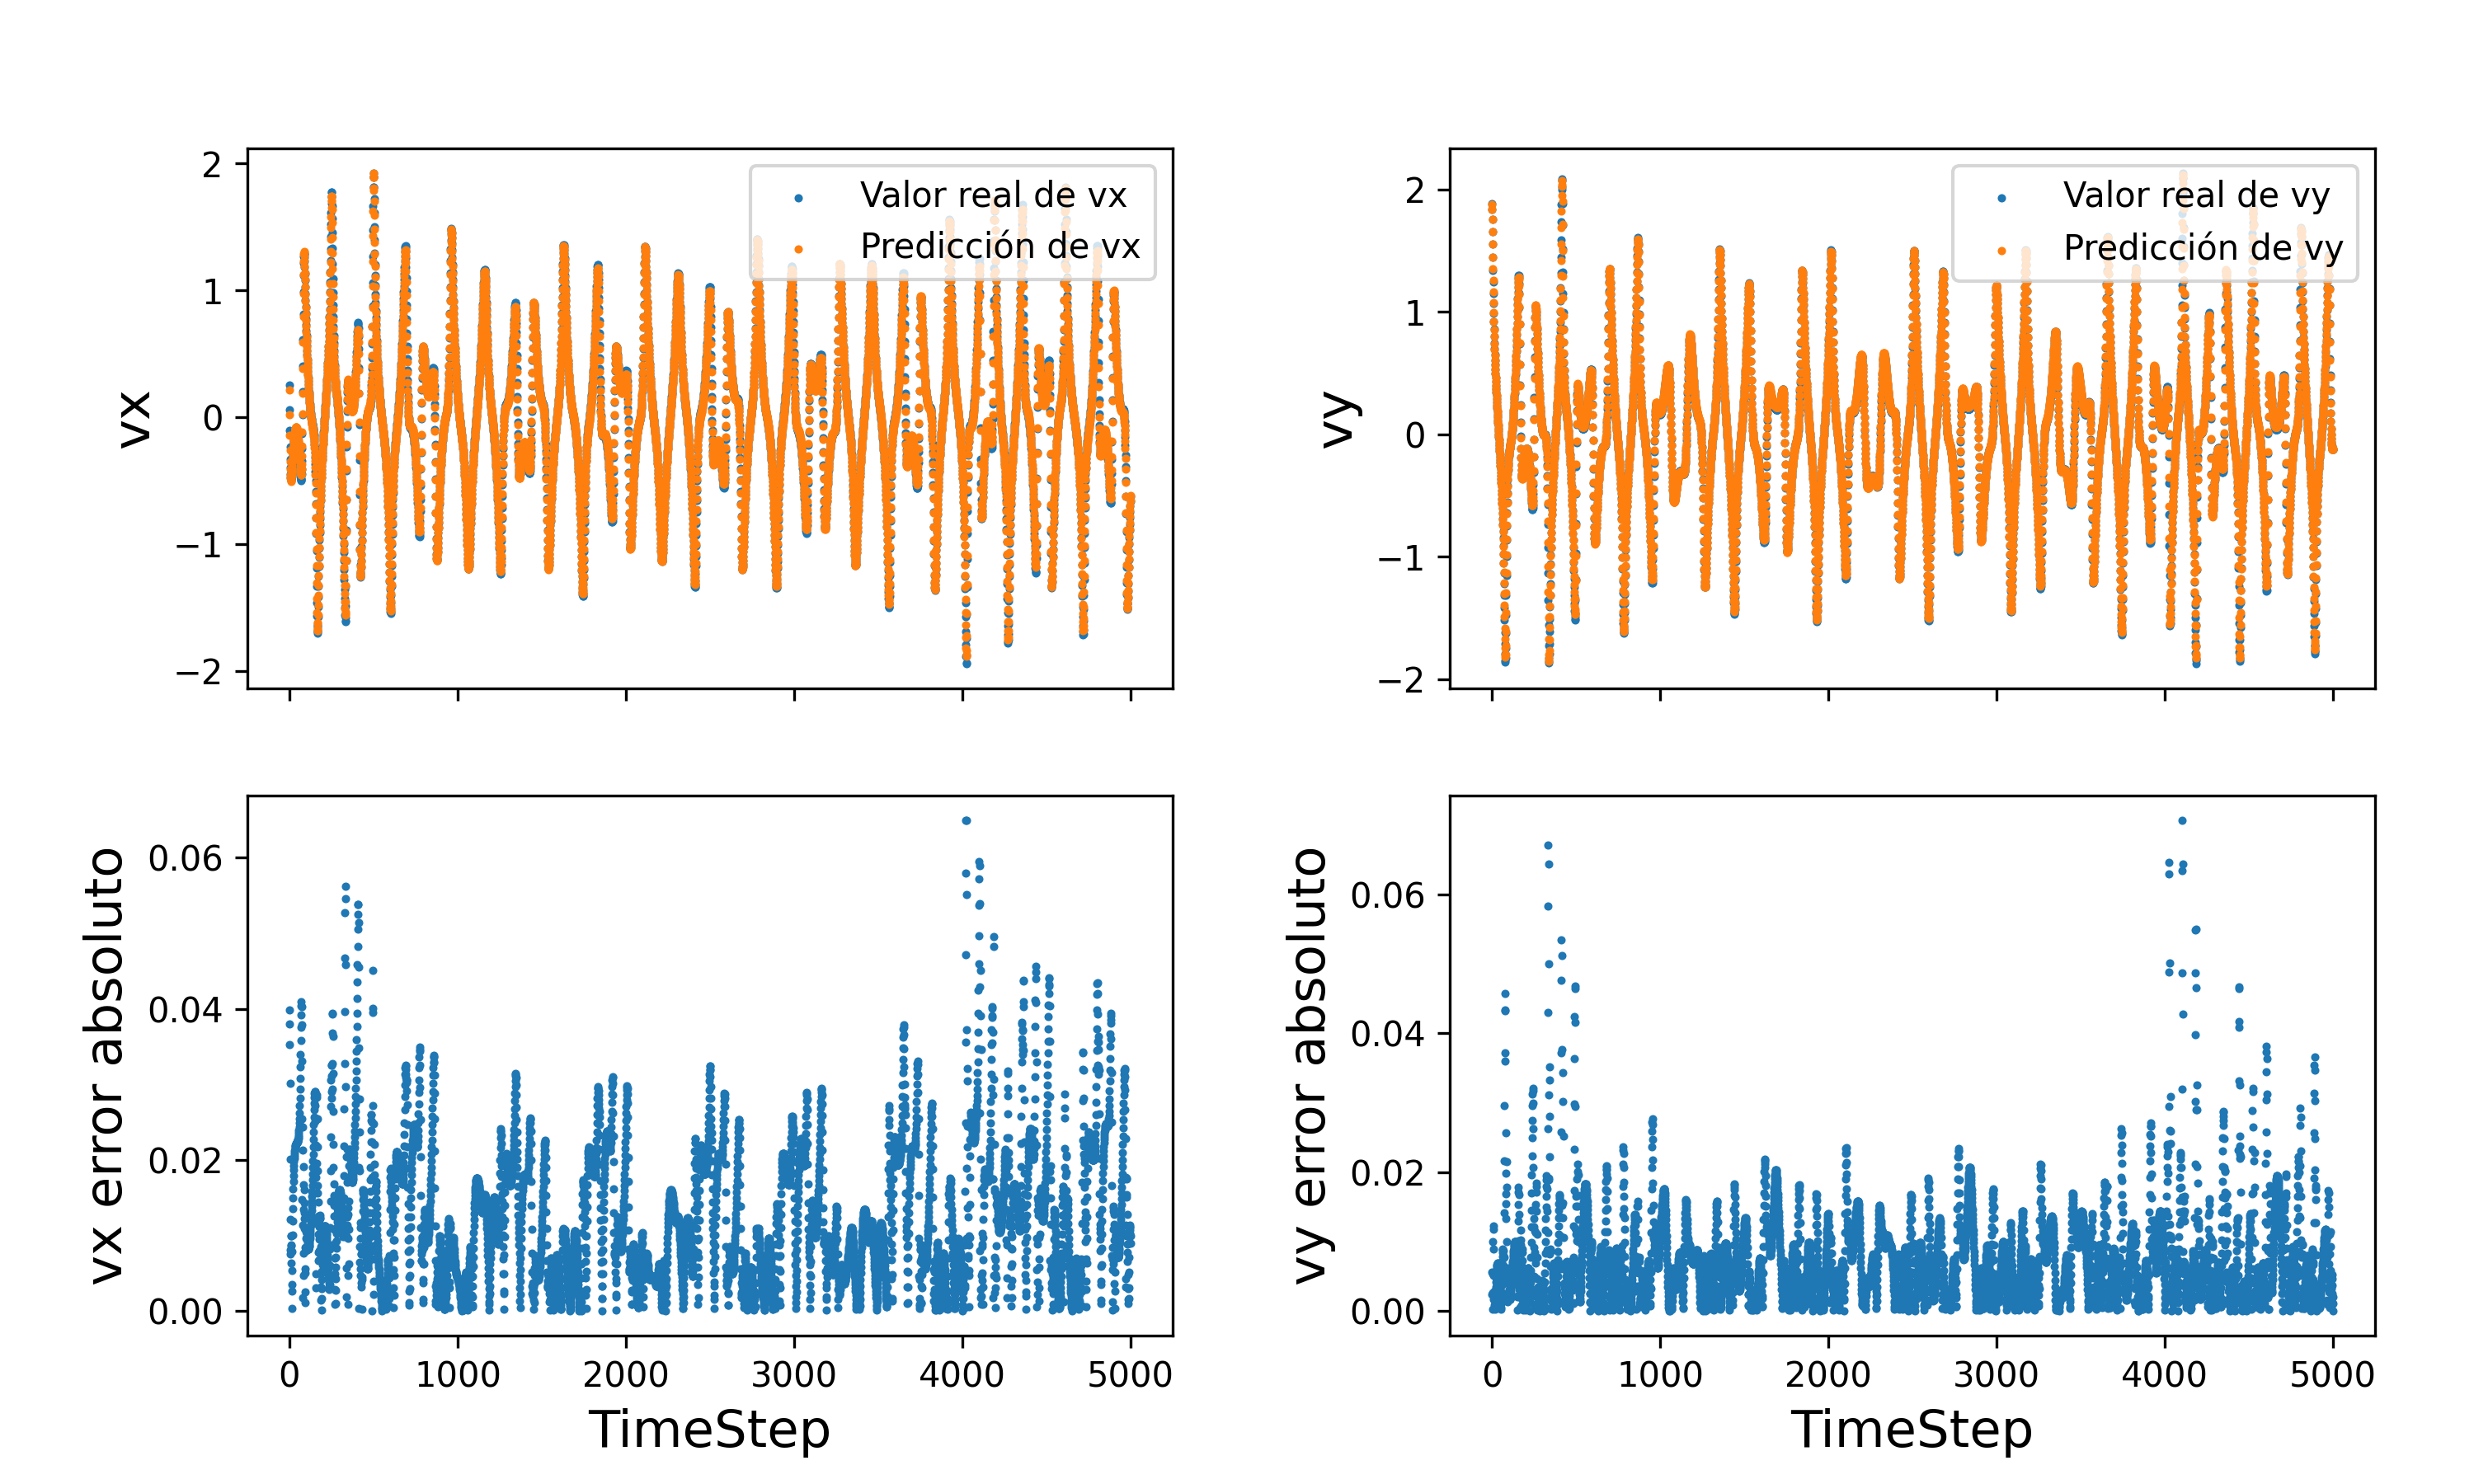 2
1
0
−1
−2
vx
Valor real de vx
Predicción de vx
2
1
0
−1
−2
vy
Valor real de vy
Predicción de vy
0.06
0.04
0.02
0.00
vx error absoluto
0 1000 2000 3000 4000 5000
TimeStep
0.06
0.04
0.02
0.00
vy error absoluto
0 1000 2000 3000 4000 5000
TimeStep